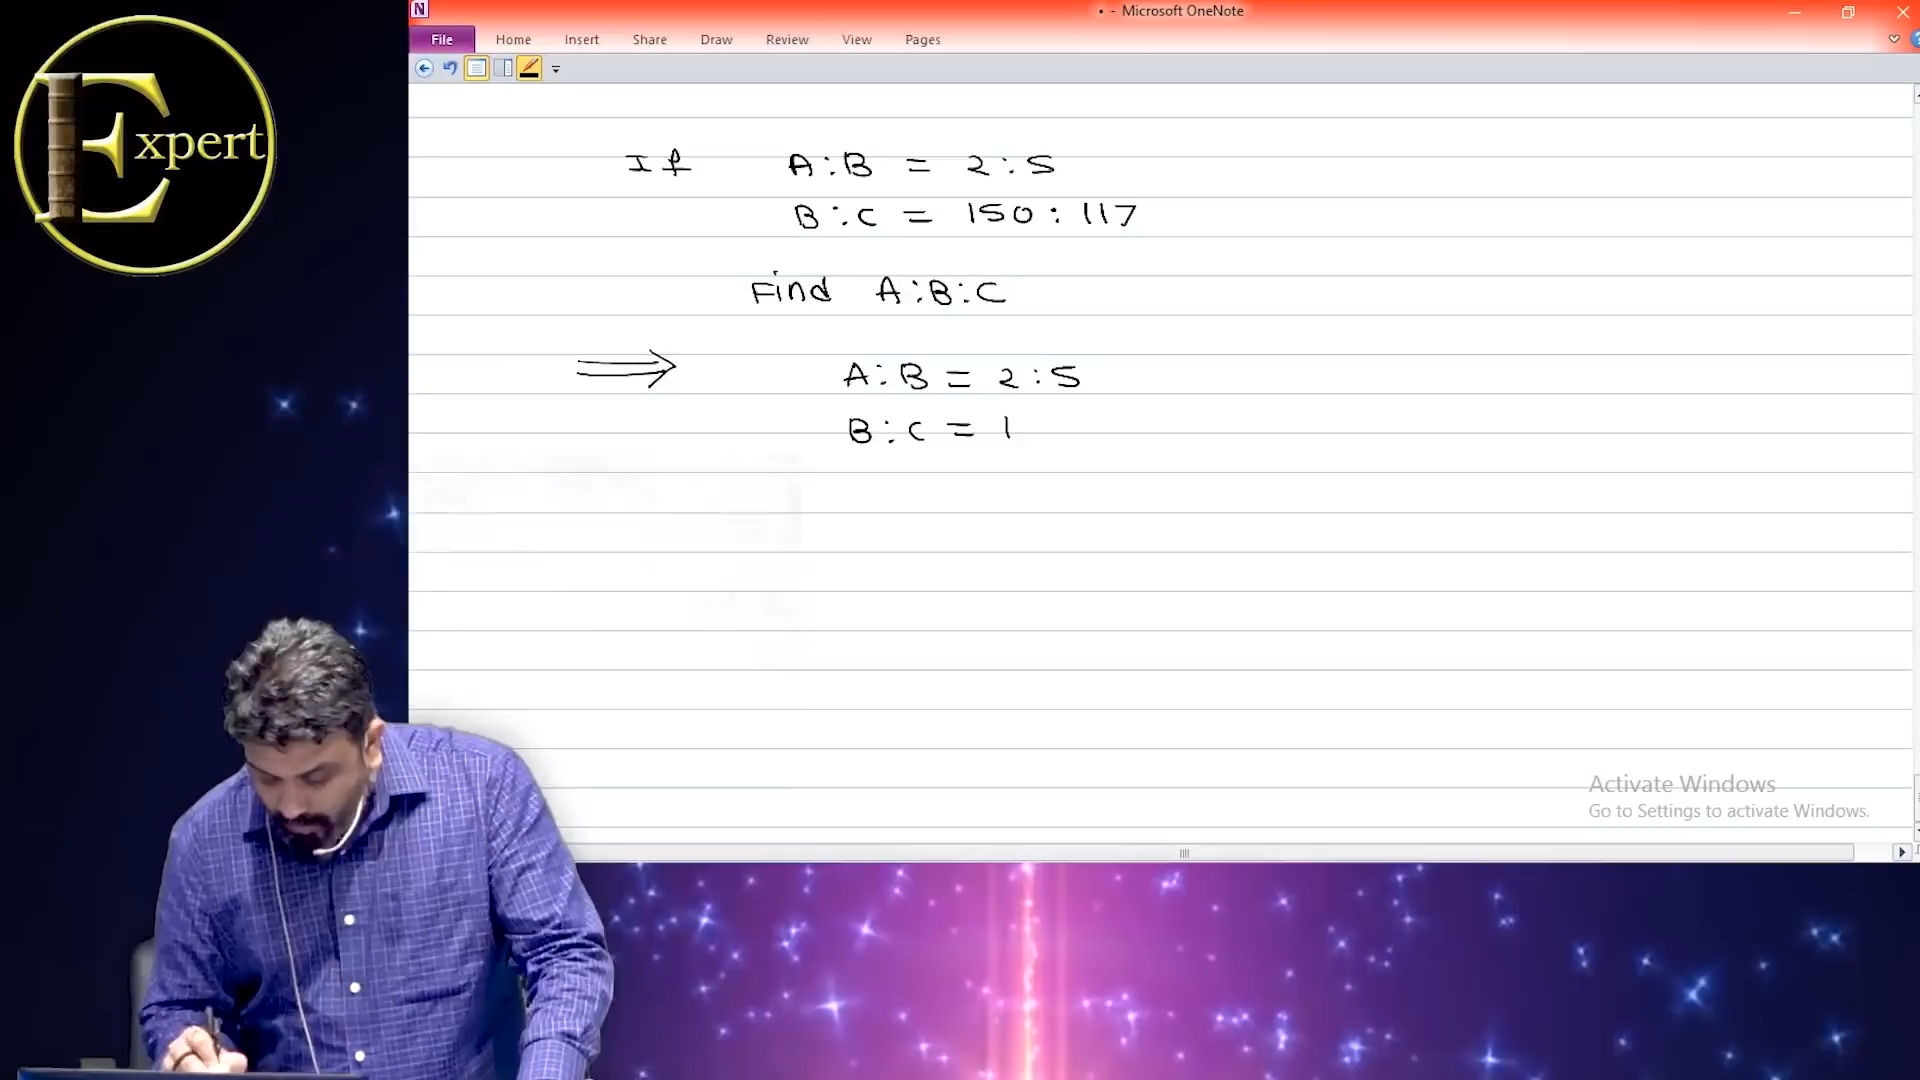 Expert
• - Microsoft OneNote
File Home Insert Share Draw Review View Pages
If A:B = 2:5
B:C = 150:117
Find A:B:C
⟹ A:B = 2:5
B:C = 1
Activate Windows
Go to Settings to activate Windows.